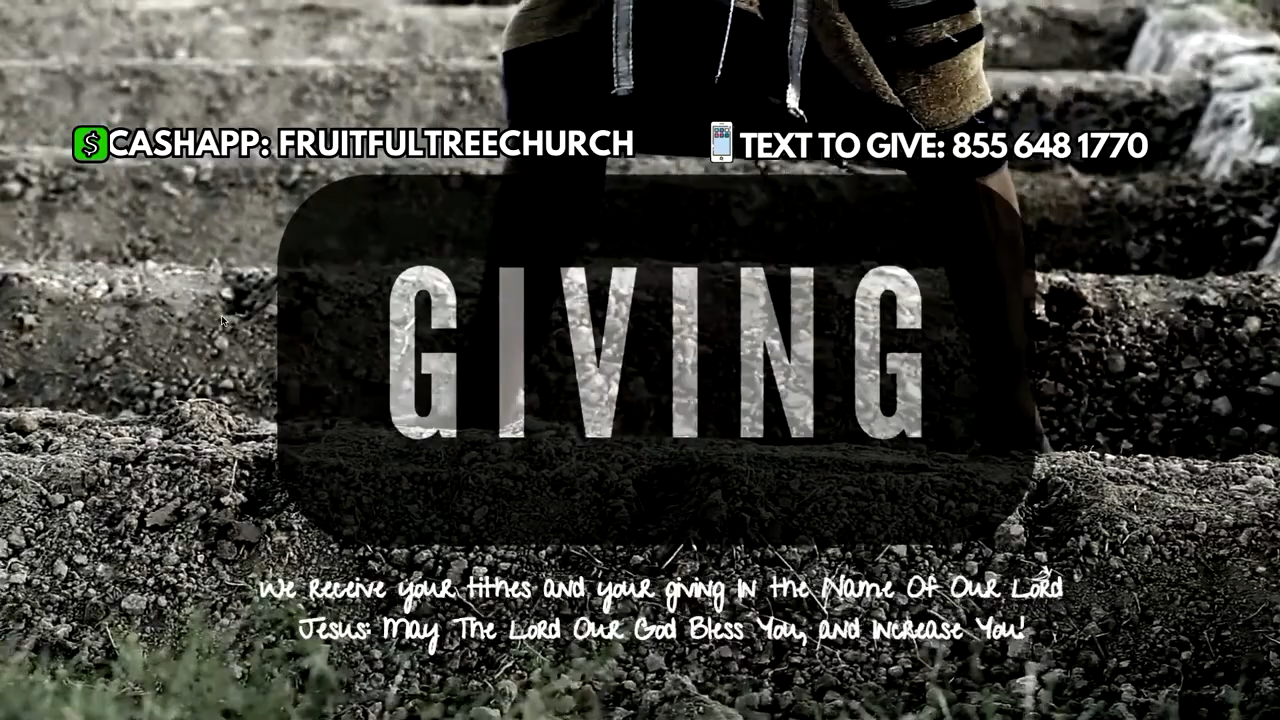 CASHAPP: FRUITFULTREECHURCH
TEXT TO GIVE: 855 648 1770
GIVING
We receive your tithes and your giving in the Name Of Our Lord
Jesus: May The Lord Our God Bless You, and increase You!